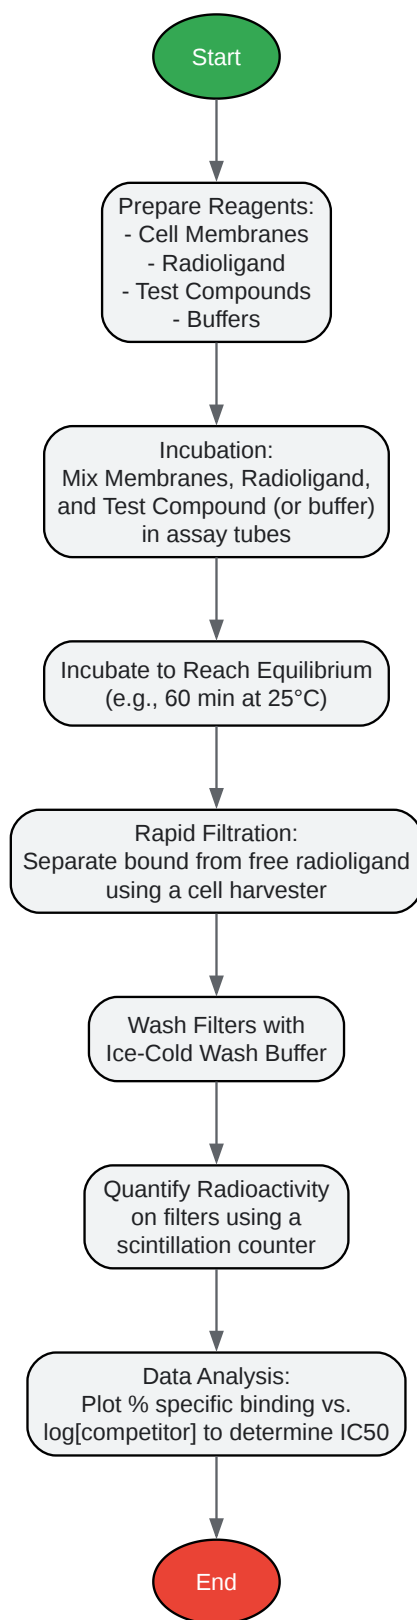 Start
Prepare Reagents:
- Cell Membranes
- Radioligand
- Test Compounds
- Buffers
Incubation:
Mix Membranes, Radioligand,
and Test Compound (or buffer)
in assay tubes
Incubate to Reach Equilibrium
(e.g., 60 min at 25°C)
Rapid Filtration:
Separate bound from free radioligand
using a cell harvester
Wash Filters with
Ice-Cold Wash Buffer
Quantify Radioactivity
on filters using a
scintillation counter
Data Analysis:
Plot % specific binding vs.
log[competitor] to determine IC50
End